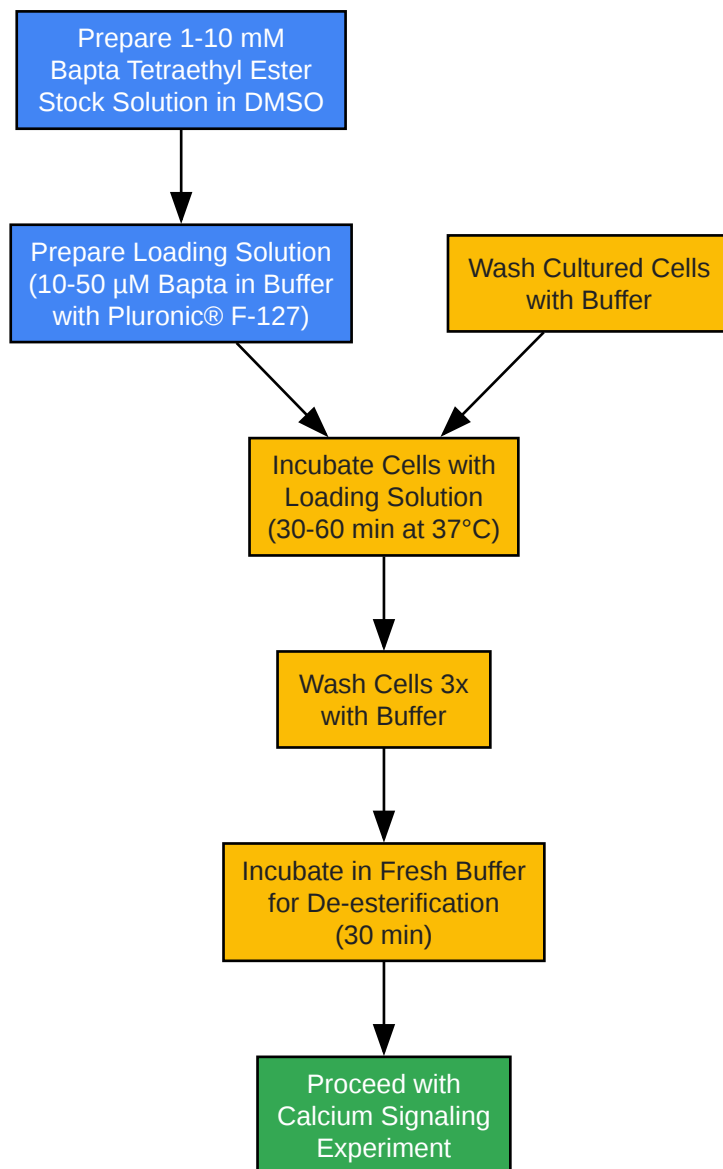 Prepare 1-10 mM
Bapta Tetraethyl Ester
Stock Solution in DMSO
Prepare Loading Solution
(10-50 µM Bapta in Buffer
with Pluronic® F-127)
Wash Cultured Cells
with Buffer
Incubate Cells with
Loading Solution
(30-60 min at 37°C)
Wash Cells 3x
with Buffer
Incubate in Fresh Buffer
for De-esterification
(30 min)
Proceed with
Calcium Signaling
Experiment